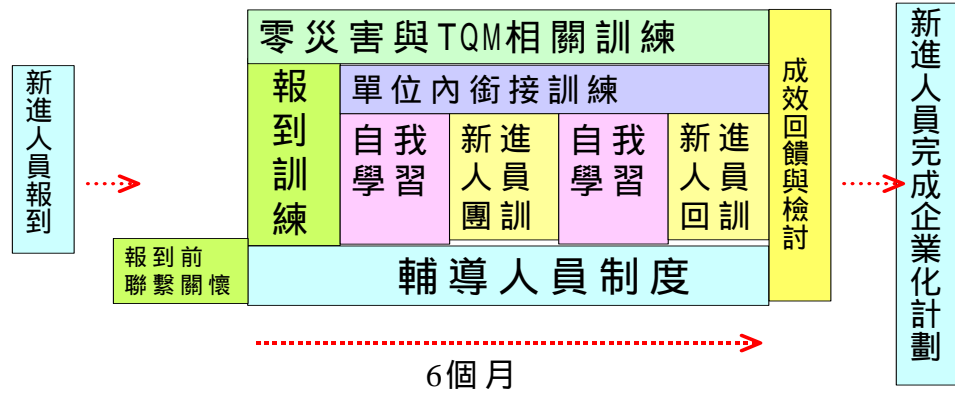 新進人員報到
報到前
聯繫關懷
零災害與TQM相關訓練
報到訓練
單位內銜接訓練
自我
學習
新進
人員
團訓
自我
學習
新進
人員
回訓
輔導人員制度
成效回饋與檢討
新進人員完成企業化計劃
6個月